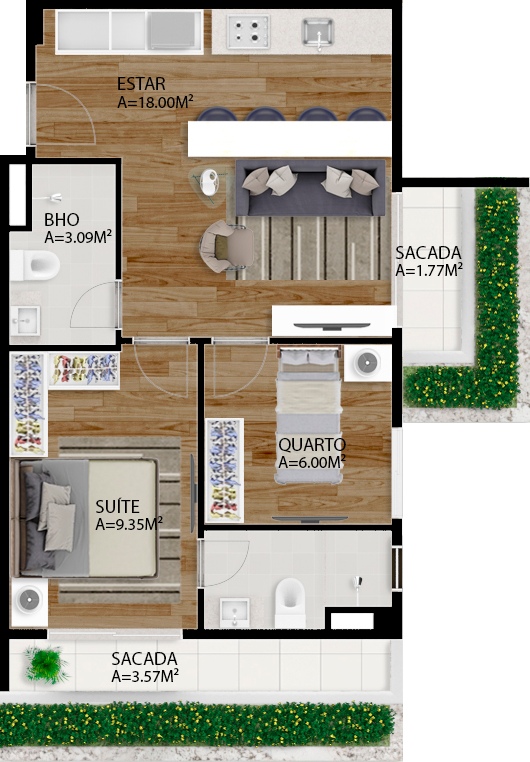 ESTAR
A=18.00M²
BHO
A=3.09M²
SACADA
A=1.77M²
QUARTO
A=6.00M²
SUÍTE
A=9.35M²
SACADA
A=3.57M²